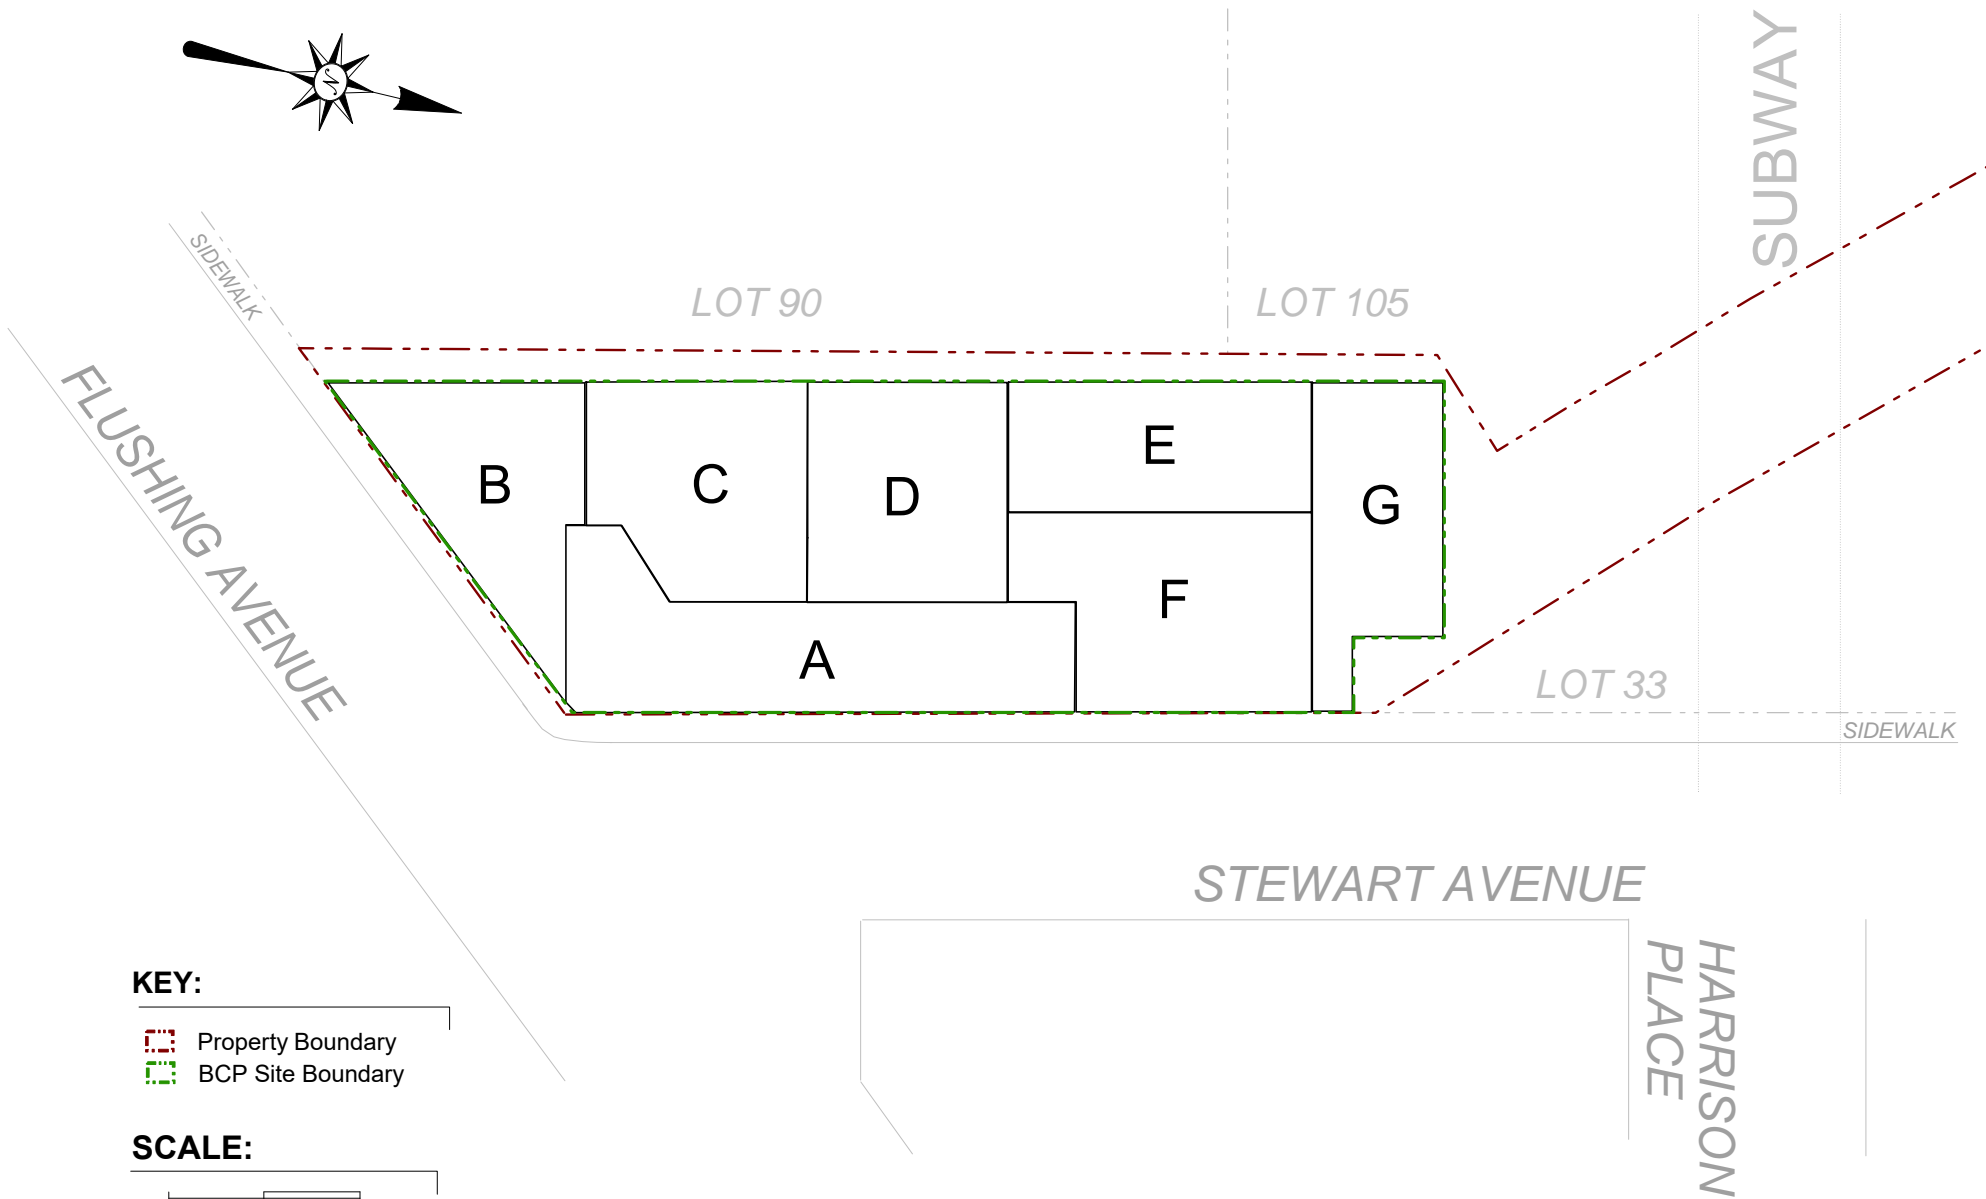 N
SUBWAY
SIDEWALK
LOT 90
LOT 105
FLUSHING AVENUE
B
C
D
E
G
F
A
LOT 33
SIDEWALK
STEWART AVENUE
HARRISON
PLACE
KEY:
Property Boundary
BCP Site Boundary
SCALE: